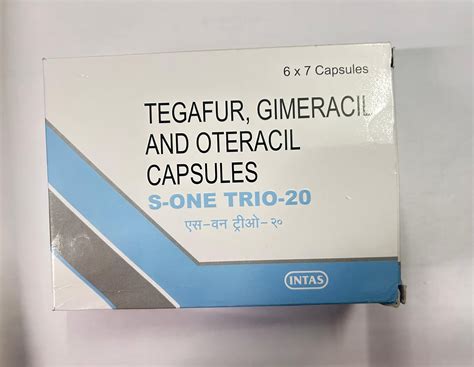 6 x 7 Capsules
TEGAFUR, GIMERACIL
AND OTERACIL
CAPSULES
S-ONE TRIO-20
एस-वन ट्रीओ-२०
INTAS